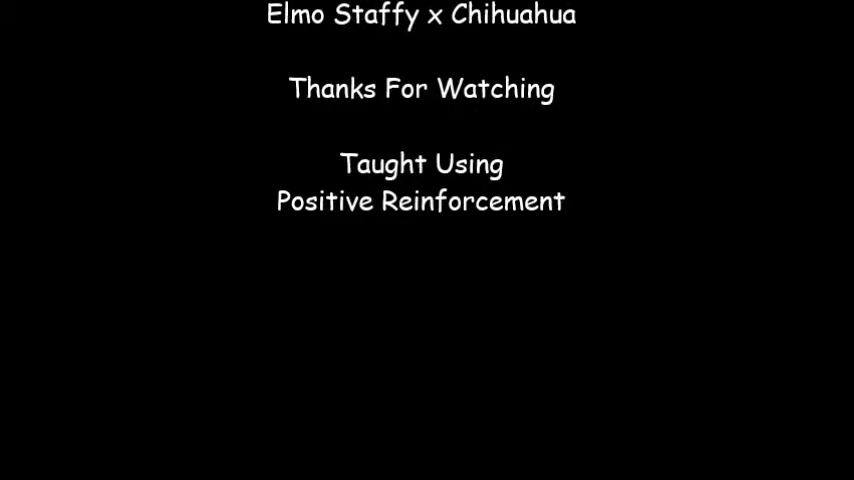 Elmo Staffy x Chihuahua
Thanks For Watching
Taught Using
Positive Reinforcement